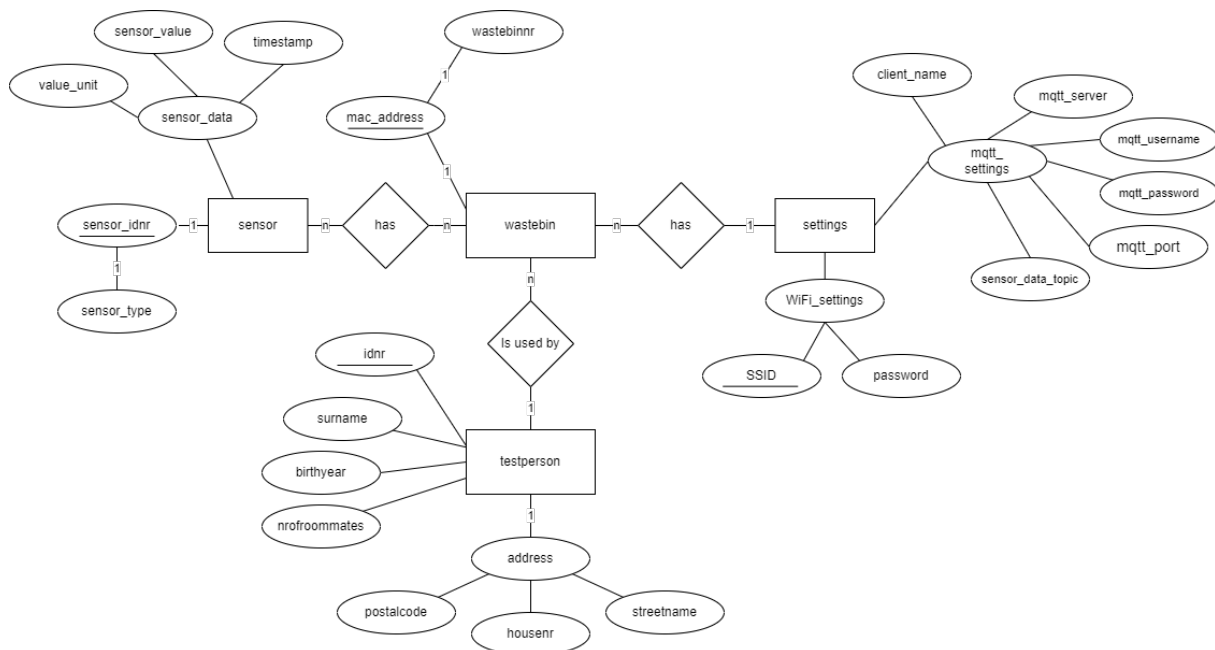 sensor_value
wastebinnr
timestamp
value_unit
sensor_data
1
mac_address
1
client_name
mqtt_server
mqtt_username
mqtt_
settings
mqtt_password
mqtt_port
sensor_data_topic
sensor_idnr
1
sensor
n
has
n
wastebin
n
has
1
settings
1
sensor_type
n
WiFi_settings
SSID
password
Is used by
1
idnr
surname
birthyear
nrofroommates
testperson
1
address
postalcode
housenr
streetname